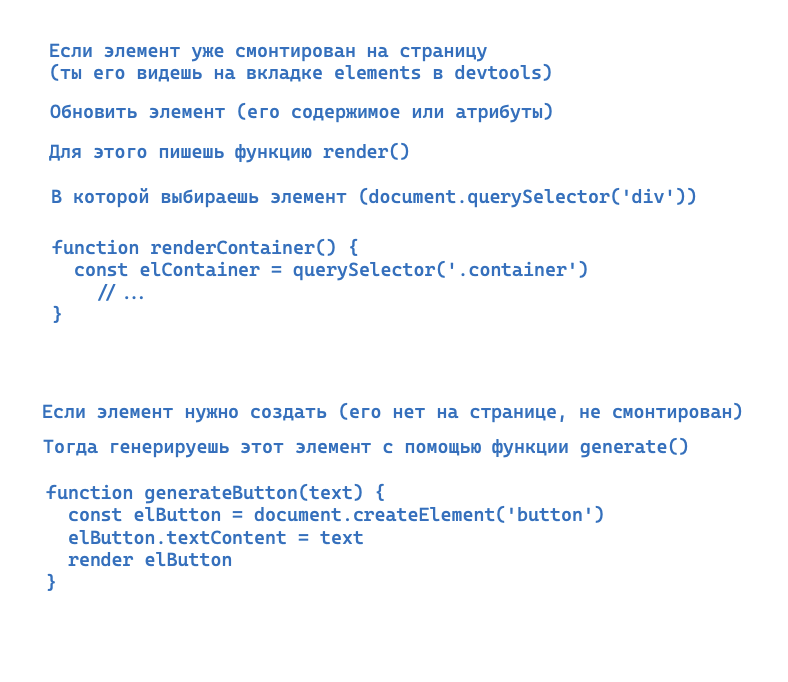 Если элемент уже смонтирован на страницу
(ты его видешь на вкладке elements в devtools)
Обновить элемент (его содержимое или атрибуты)
Для этого пишешь функцию render()
В которой выбираешь элемент (document.querySelector('div'))
function renderContainer() {
  const elContainer = querySelector('.container')
    // ...
}
Если элемент нужно создать (его нет на странице, не смонтирован)
Тогда генерируешь этот элемент с помощью функции generate()
function generateButton(text) {
  const elButton = document.createElement('button')
  elButton.textContent = text
  render elButton
}